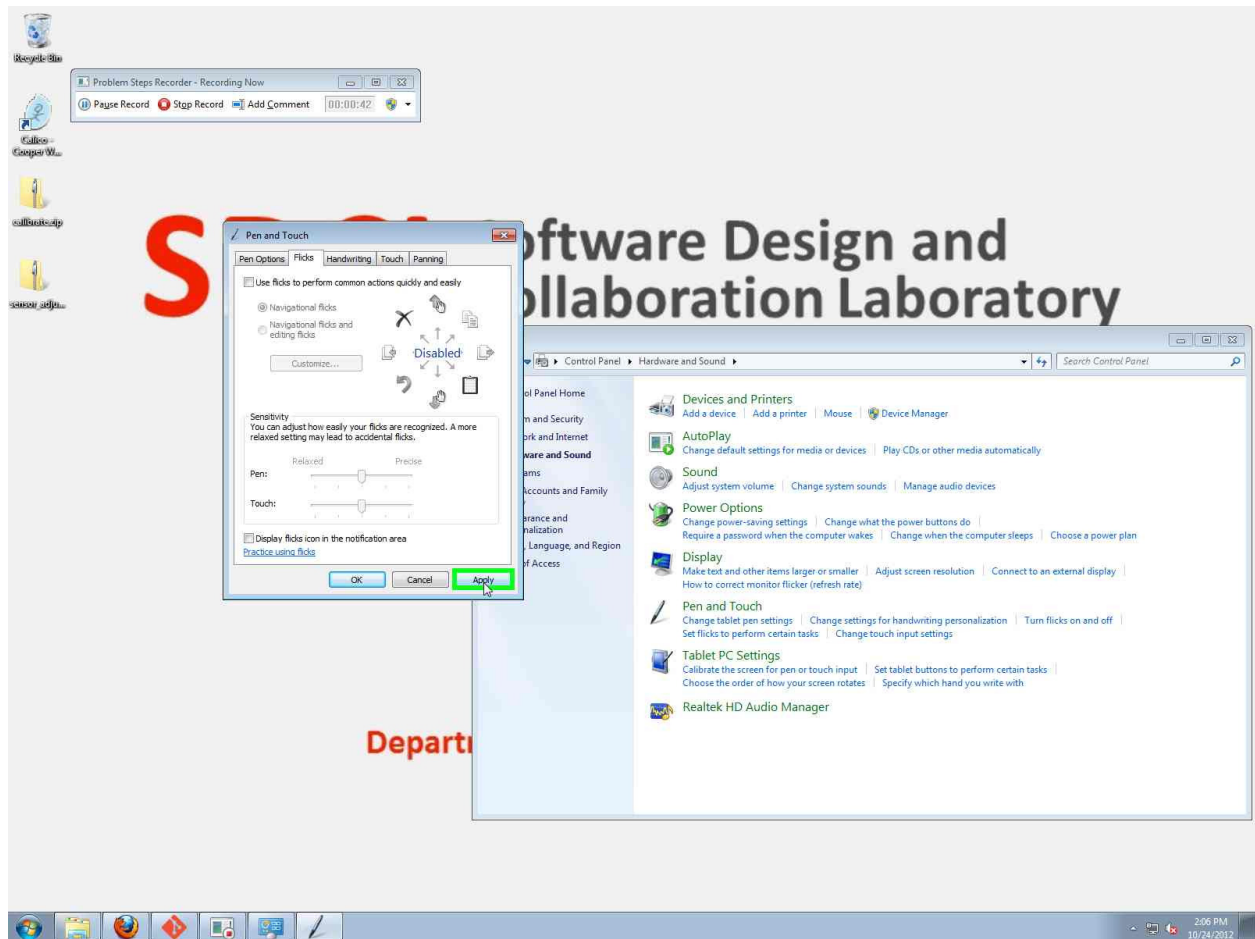 Recycle Bin
Problem Steps Recorder - Recording Now
Pause Record Stop Record Add Comment 00:00:42
Calico -
Cooper W...
calibrate.zip
sensor_adju...
oftware Design and
ollaboration Laboratory
Pen and Touch
Pen Options Flicks Handwriting Touch Panning
Use flicks to perform common actions quickly and easily
Navigational flicks
Navigational flicks and
editing flicks
Customize...
Disabled
Sensitivity
You can adjust how easily your flicks are recognized. A more
relaxed setting may lead to accidental flicks.
Relaxed Precise
Pen:
Touch:
Display flicks icon in the notification area
Practice using flicks
OK Cancel Apply
Control Panel Hardware and Sound Search Control Panel
ol Panel Home
m and Security
ork and Internet
ware and Sound
ams
Accounts and Family
arance and
nalization
, Language, and Region
of Access
Devices and Printers
Add a device Add a printer Mouse Device Manager
AutoPlay
Change default settings for media or devices Play CDs or other media automatically
Sound
Adjust system volume Change system sounds Manage audio devices
Power Options
Change power-saving settings Change what the power buttons do
Require a password when the computer wakes Change when the computer sleeps Choose a power plan
Display
Make text and other items larger or smaller Adjust screen resolution Connect to an external display
How to correct monitor flicker (refresh rate)
Pen and Touch
Change tablet pen settings Change settings for handwriting personalization Turn flicks on and off
Set flicks to perform certain tasks Change touch input settings
Tablet PC Settings
Calibrate the screen for pen or touch input Set tablet buttons to perform certain tasks
Choose the order of how your screen rotates Specify which hand you write with
Realtek HD Audio Manager
Departm
2:06 PM
10/24/2012